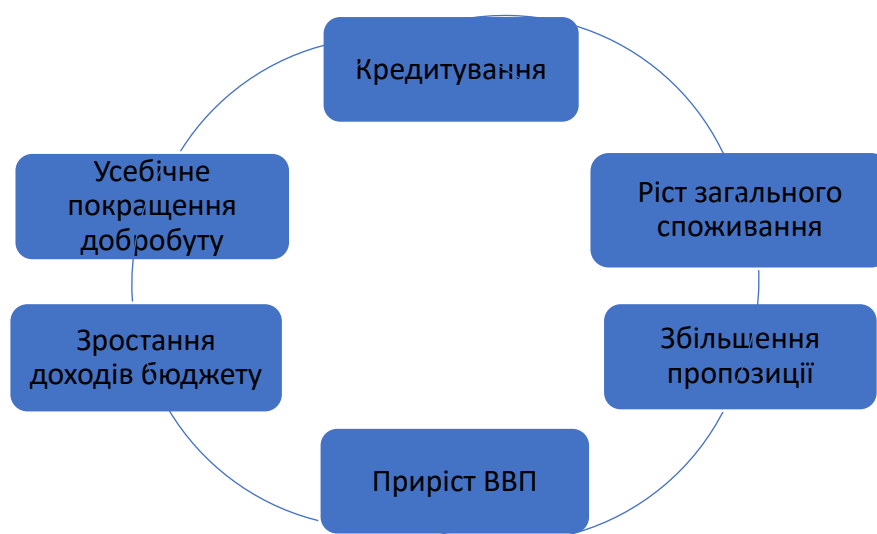 Кредитування
Ріст загального
споживання
Збільшення
пропозиції
Приріст ВВП
Зростання
доходів бюджету
Усебічне
покращення
добробуту